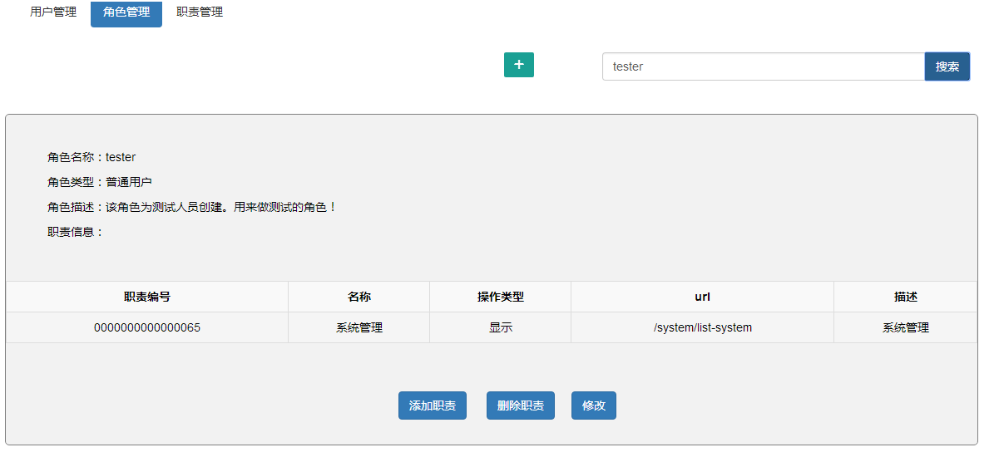 用户管理 角色管理 职责管理
+ tester 搜索
角色名称：tester
角色类型：普通用户
角色描述：该角色为测试人员创建。用来做测试的角色！
职责信息：
职责编号 名称 操作类型 url 描述
0000000000000065 系统管理 显示 /system/list-system 系统管理
添加职责 删除职责 修改